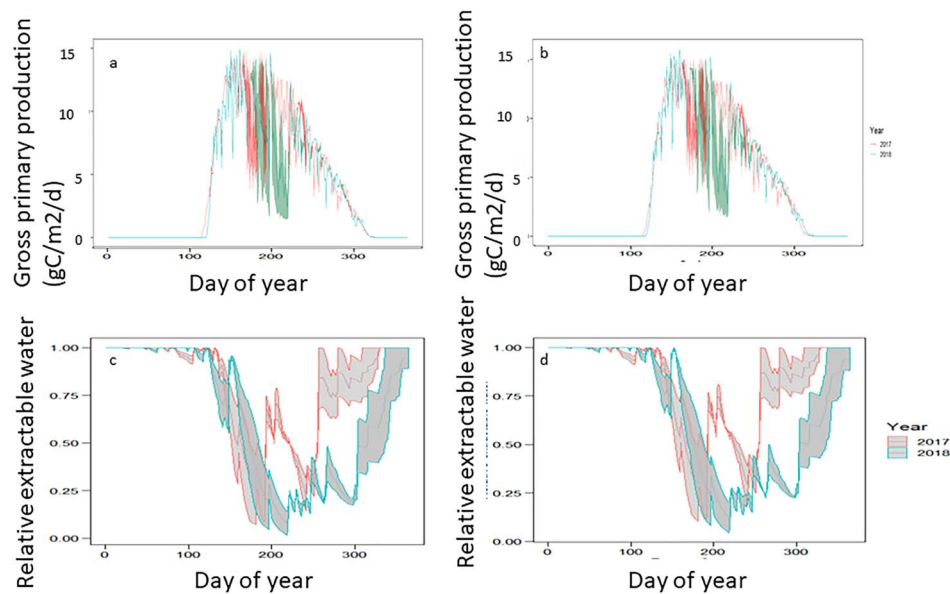 Gross primary production
(gC/m2/d)
15
10
5
0
a
0
100
200
300
Day of year
Gross primary production
(gC/m2/d)
15
10
5
0
b
0
100
200
300
Day of year
Year
2017
2018
Relative extractable water
1.00
0.75
0.50
0.25
0.00
c
0
100
200
300
Day of year
Relative extractable water
1.00
0.75
0.50
0.25
0.00
d
0
100
200
300
Day of year
Year
2017
2018